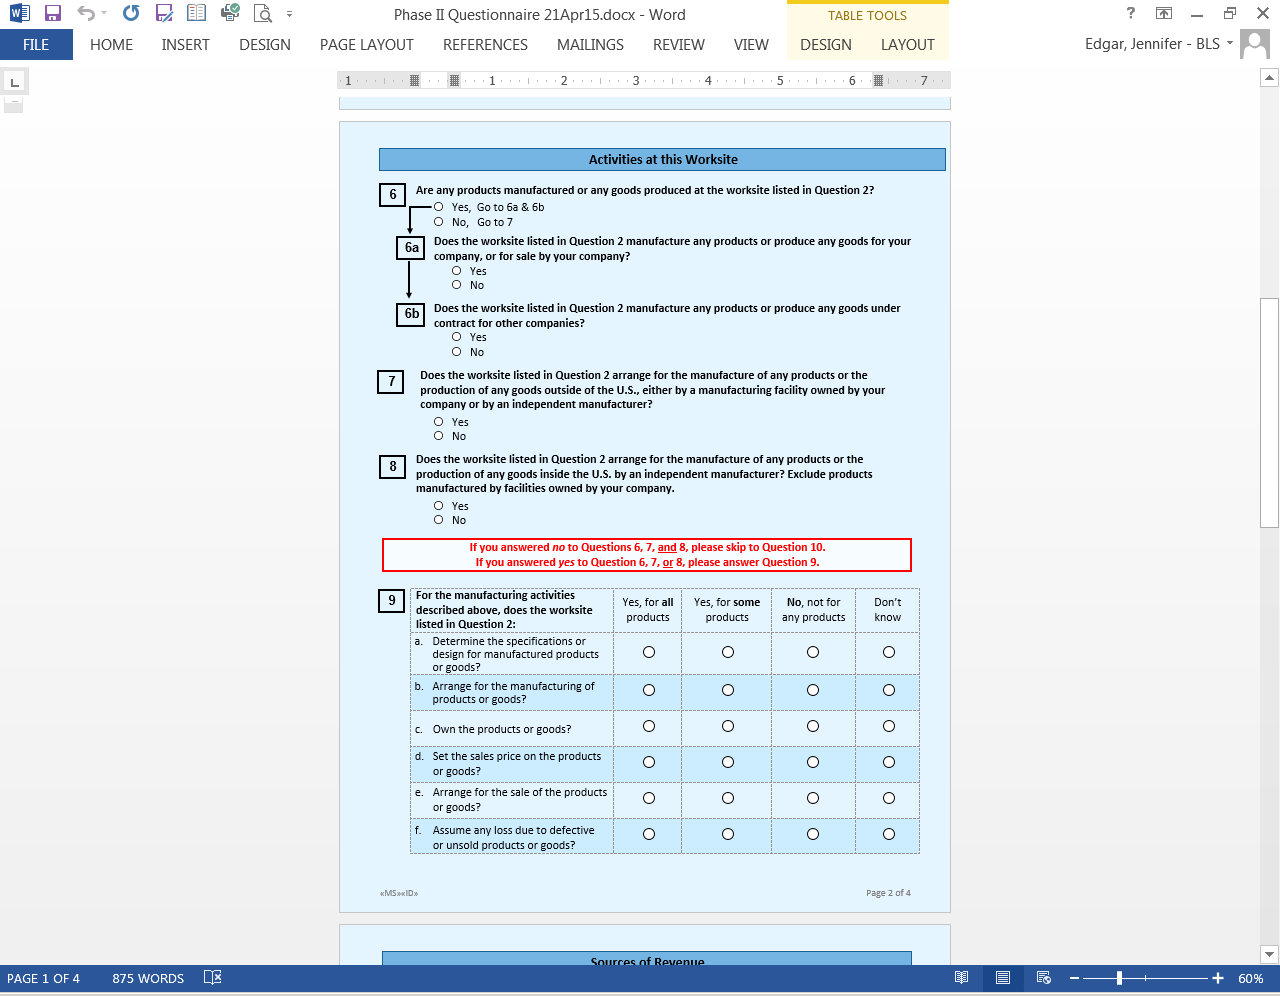 Phase II Questionnaire 21Apr15.docx - Word
TABLE TOOLS
FILE HOME INSERT DESIGN PAGE LAYOUT REFERENCES MAILINGS REVIEW VIEW DESIGN LAYOUT Edgar, Jennifer - BLS
L
1 1 2 3 4 5 6 7
Activities at this Worksite
6 Are any products manufactured or any goods produced at the worksite listed in Question 2?
Yes, Go to 6a & 6b
No, Go to 7
6a Does the worksite listed in Question 2 manufacture any products or produce any goods for your
company, or for sale by your company?
Yes
No
6b Does the worksite listed in Question 2 manufacture any products or produce any goods under
contract for other companies?
Yes
No
7 Does the worksite listed in Question 2 arrange for the manufacture of any products or the
production of any goods outside of the U.S., either by a manufacturing facility owned by your
company or by an independent manufacturer?
Yes
No
8 Does the worksite listed in Question 2 arrange for the manufacture of any products or the
production of any goods inside the U.S. by an independent manufacturer? Exclude products
manufactured by facilities owned by your company.
Yes
No
If you answered no to Questions 6, 7, and 8, please skip to Question 10.
If you answered yes to Question 6, 7, or 8, please answer Question 9.
9 For the manufacturing activities
described above, does the worksite
listed in Question 2:
Yes, for all
products
Yes, for some
products
No, not for
any products
Don't
know
a. Determine the specifications or
design for manufactured products
or goods?
b. Arrange for the manufacturing of
products or goods?
c. Own the products or goods?
d. Set the sales price on the products
or goods?
e. Arrange for the sale of the products
or goods?
f. Assume any loss due to defective
or unsold products or goods?
«MS»«ID» Page 2 of 4
Sources of Revenue
PAGE 1 OF 4 875 WORDS 60%